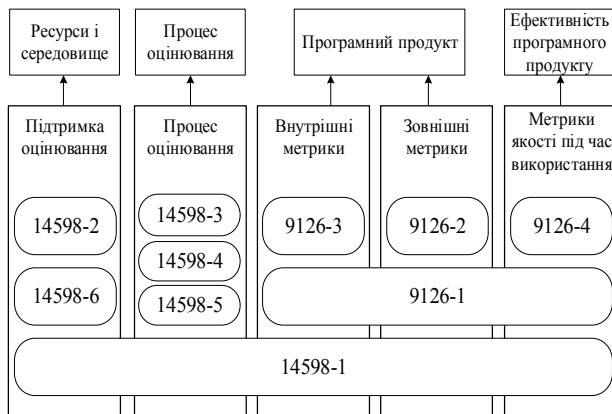 Ресурси і
середовище
Процес
оцінювання
Програмний продукт
Ефективність
програмного
продукту
Підтримка
оцінювання
Процес
оцінювання
Внутрішні
метрики
Зовнішні
метрики
Метрики
якості під час
використання
14598-2
14598-3
9126-3
9126-2
9126-4
14598-4
14598-6
14598-5
9126-1
14598-1